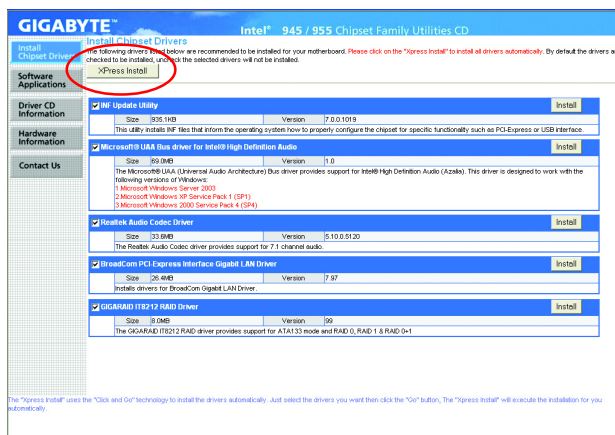 GIGABYTE™
Intel® 945 / 955 Chipset Family Utilities CD
Install
Chipset Drivers
Software
Applications
Driver CD
Information
Hardware
Information
Contact Us
Install Chipset Drivers
The following drivers listed below are recommended to be installed for your motherboard. Please click on the "Xpress Install" to install all drivers automatically. By default the drivers a
checked to be installed, uncheck the selected drivers will not be installed.
XPress Install
INF Update Utility
Install
Size 935.1KB Version 7.0.0.1019
This utility installs INF files that inform the operating system how to properly configure the chipset for specific functionality such as PCI-Express or USB interface.
Microsoft® UAA Bus driver for Intel® High Definition Audio
Install
Size 69.0MB Version 1.0
The Microsoft® UAA (Universal Audio Architecture) Bus driver provides support for Intel® High Definition Audio (Azalia). This driver is designed to work with the
following versions of Windows:
1.Microsoft Windows Server 2003
2.Microsoft Windows XP Service Pack 1 (SP1)
3.Microsoft Windows 2000 Service Pack 4 (SP4)
Realtek Audio Codec Driver
Install
Size 33.6MB Version 5.10.0.5120
The Realtek Audio Codec driver provides support for 7.1 channel audio.
BroadCom PCI-Express Interface Gigabit LAN Driver
Install
Size 26.4MB Version 7.97
Installs drivers for BroadCom Gigabit LAN Driver.
GIGARAID IT8212 RAID Driver
Install
Size 8.0MB Version 99
The GIGARAID IT8212 RAID driver provides support for ATA133 mode and RAID 0, RAID 1 & RAID 0+1
The "Xpress Install" uses the "Click and Go" technology to install the drivers automatically. Just select the drivers you want then click the "Go" button, The "Xpress Install" will execute the installation for you
automatically.